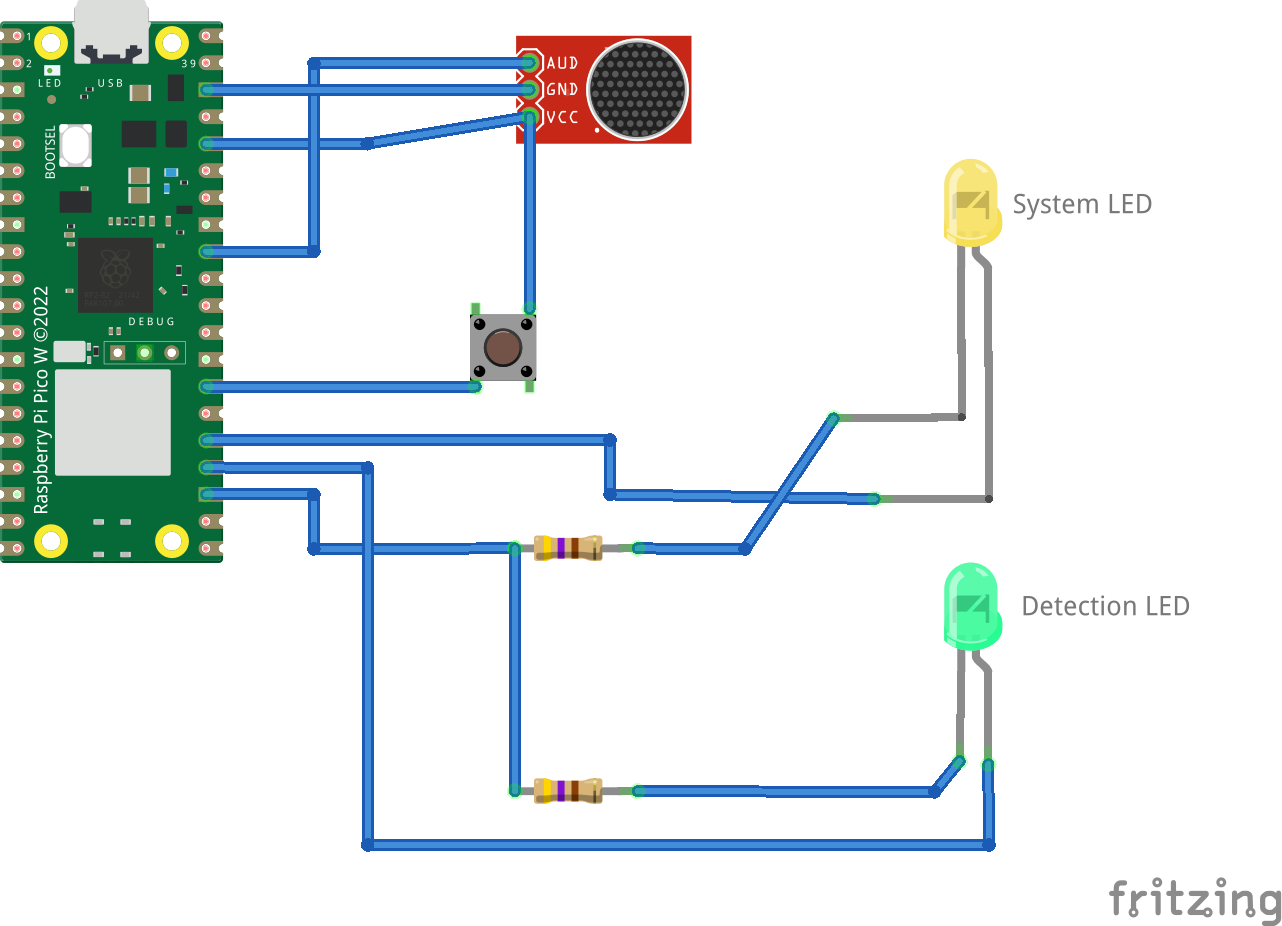 1
2
39
LED
USB
BOOTSEL
DEBUG
Raspberry Pi Pico W ©2022
AUD
GND
VCC
System LED
Detection LED
fritzing